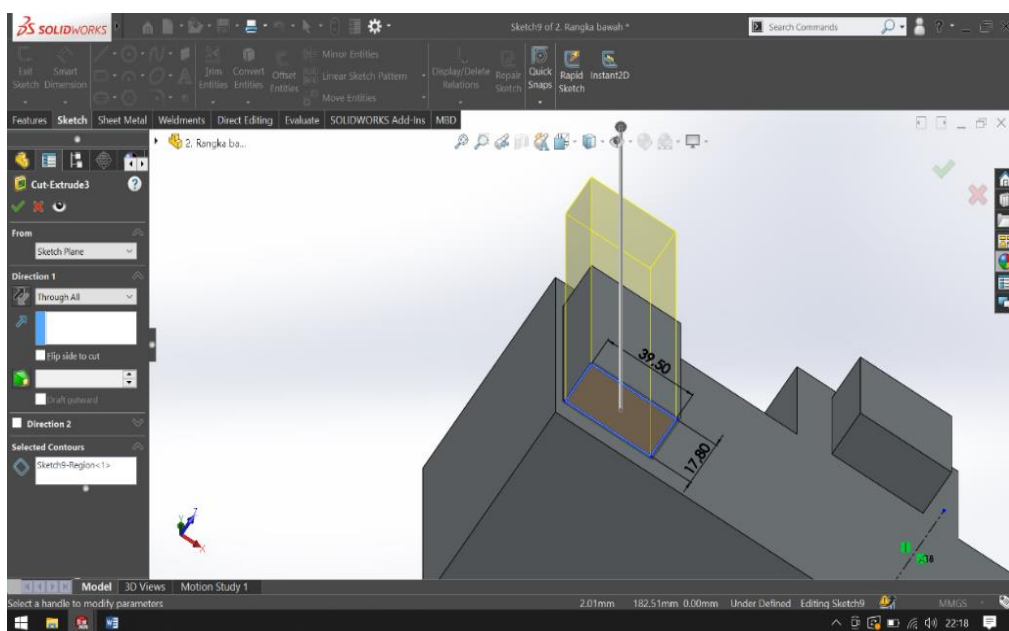 3S SOLIDWORKS
Sketch9 of 2. Rangka bawah *
Search Commands
?
Exit Sketch
Smart Dimension
Trim Entities
Convert Entities
Offset Entities
Mirror Entities
Linear Sketch Pattern
Move Entities
Display/Delete Relations
Repair Sketch
Quick Snaps
Rapid Sketch
Instant2D
Features Sketch Sheet Metal Weldments Direct Editing Evaluate SOLIDWORKS Add-Ins MBD
2. Rangka ba...
Cut-Extrude3
From
Sketch Plane
Direction 1
Through All
Flip side to cut
Draft outward
Direction 2
Selected Contours
Sketch9-Region<1>
39,50
17,80
18
Z
X
Model 3D Views Motion Study 1
Select a handle to modify parameters
2.01mm 182.51mm 0.00mm Under Defined Editing Sketch9 MMGS
22:18